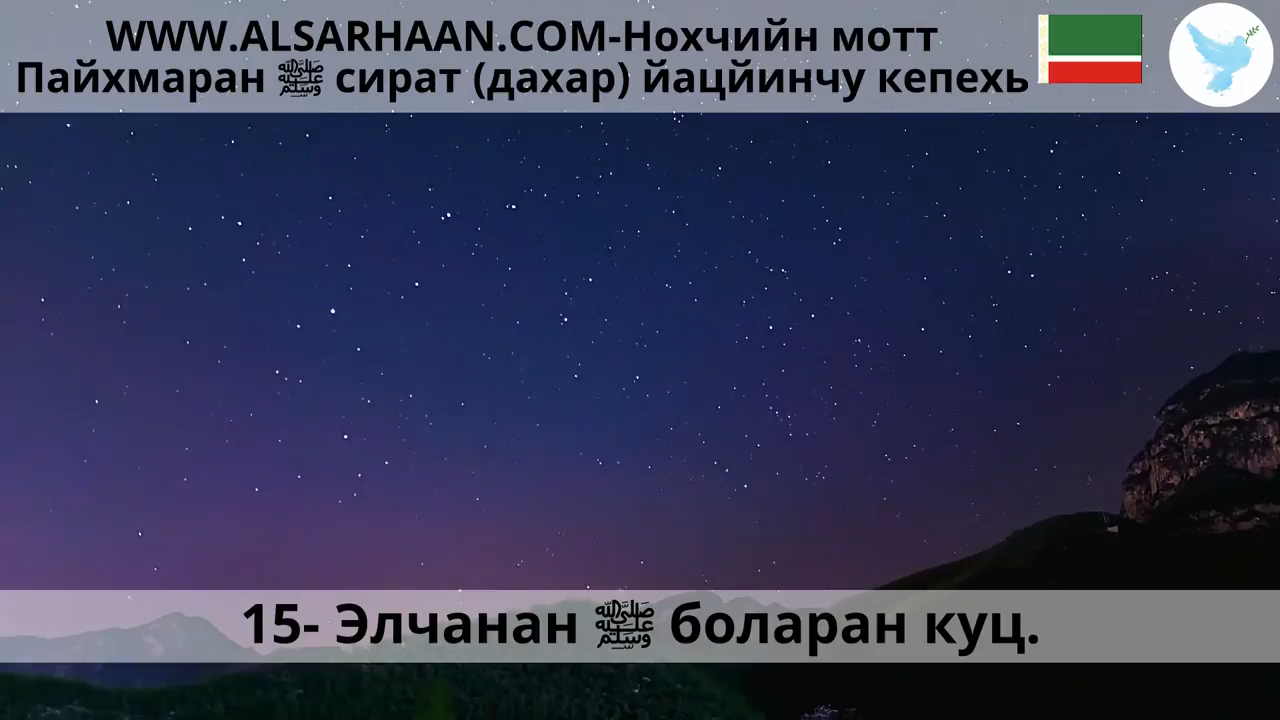 WWW.ALSARHAAN.COM-Нохчийн мотт
Пайхмаран ﷺ сират (дахар) йацйинчу кепехь
15- Элчанан ﷺ боларан куц.